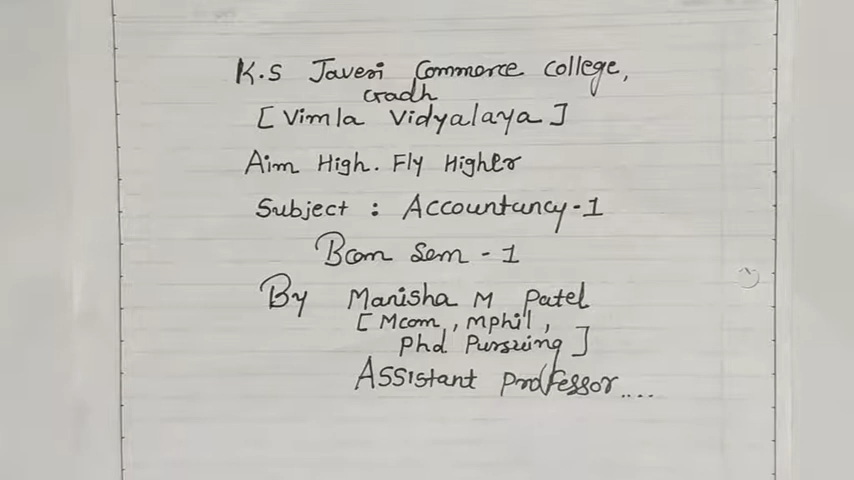 K.S Javeri Commerce College,
Gadh
[Vimla Vidyalaya]
Aim High. Fly Higher
Subject : Accountancy-1
Bcom Sem - 1
By Manisha M Patel
[Mcom, Mphil,
Phd Pursuing]
Assistant Professor....